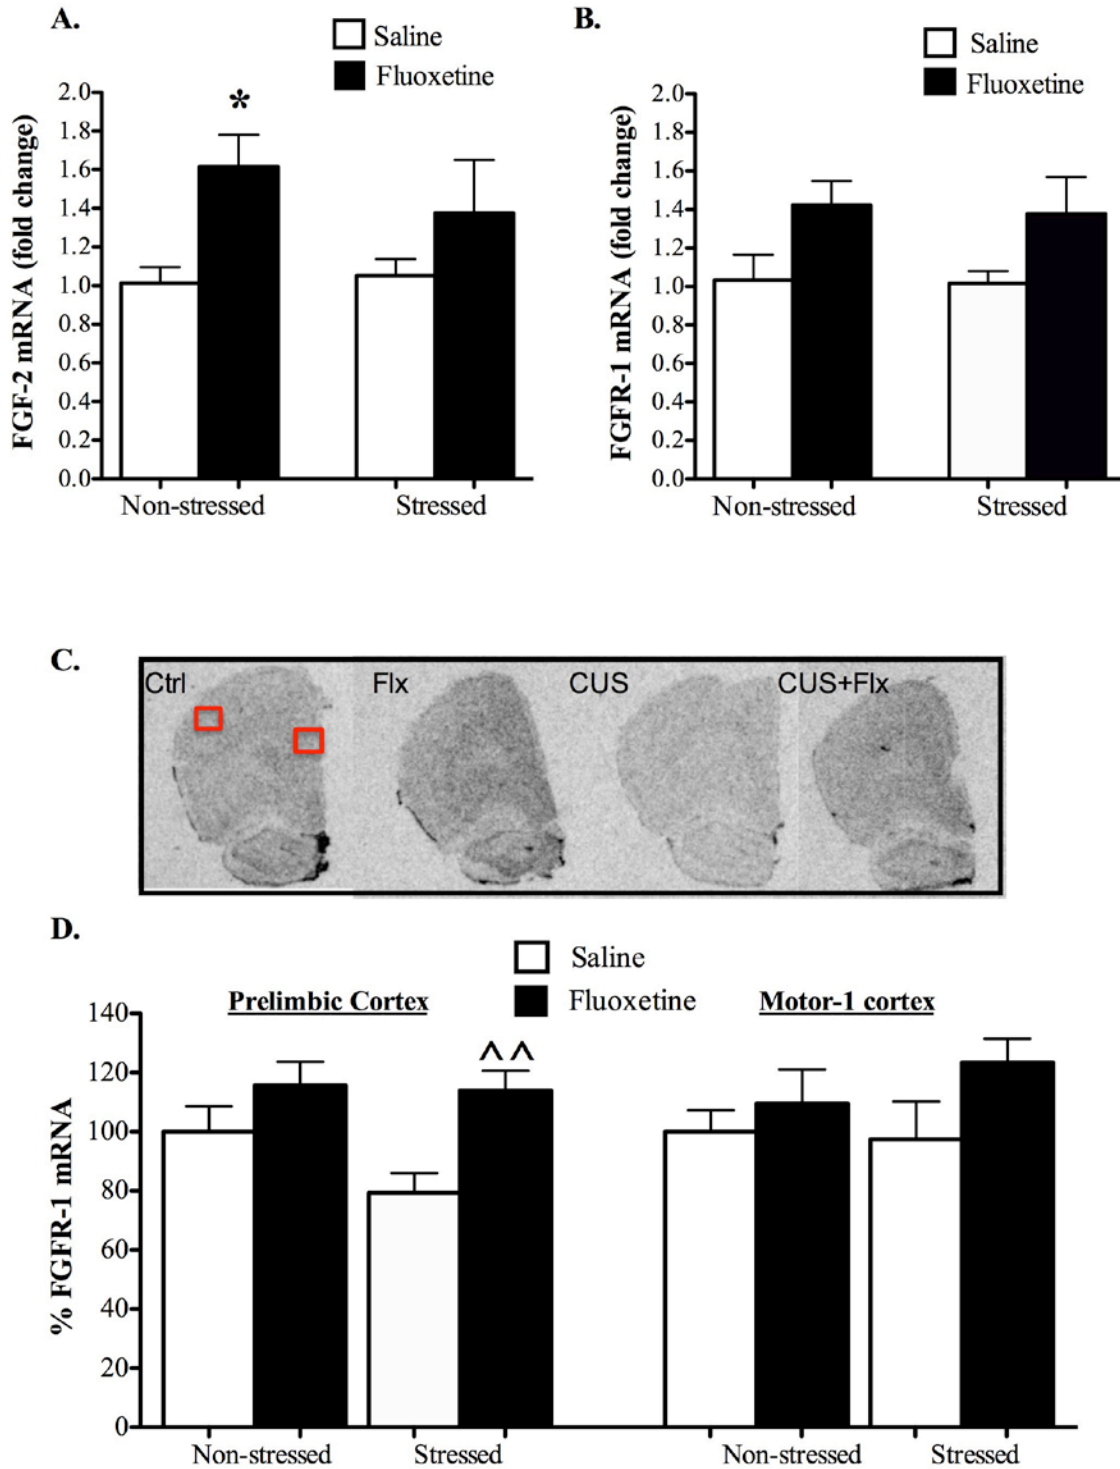 A.
Saline
Fluoxetine
*
FGF-2 mRNA (fold change)
2.0
1.8
1.6
1.4
1.2
1.0
0.8
0.6
0.4
0.2
0.0
Non-stressed Stressed
B.
Saline
Fluoxetine
FGFR-1 mRNA (fold change)
2.0
1.8
1.6
1.4
1.2
1.0
0.8
0.6
0.4
0.2
0.0
Non-stressed Stressed
C.
Ctrl Flx CUS CUS+Flx
D.
Saline
Fluoxetine
Prelimbic Cortex Motor-1 cortex
^^
% FGFR-1 mRNA
140
120
100
80
60
40
20
0
Non-stressed Stressed Non-stressed Stressed